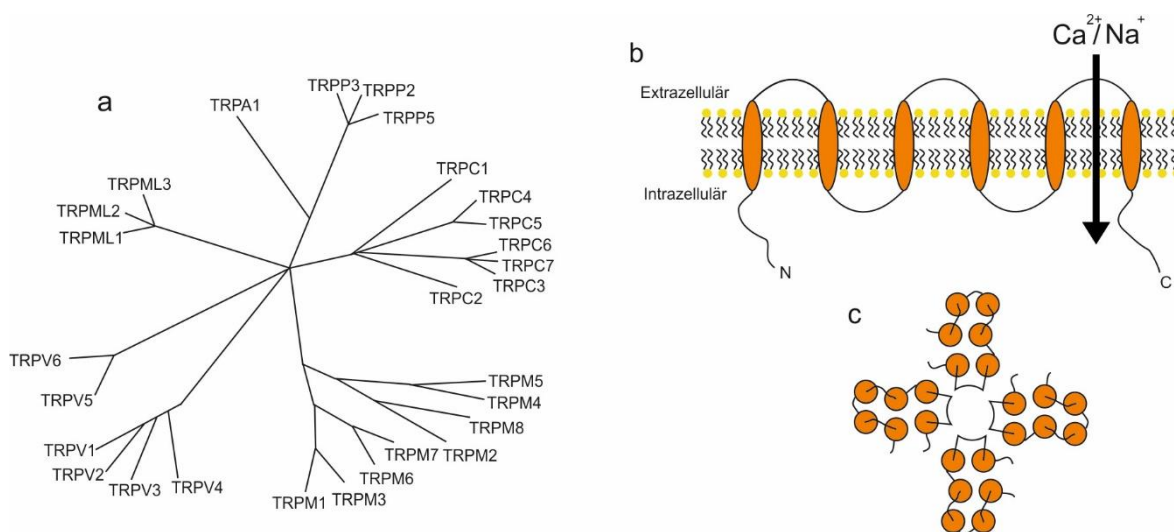 a
TRPA1
TRPP3
TRPP2
TRPP5
TRPC1
TRPC4
TRPC5
TRPC6
TRPC7
TRPC3
TRPC2
TRPML3
TRPML2
TRPML1
TRPV6
TRPV5
TRPV1
TRPV2
TRPV3
TRPV4
TRPM5
TRPM4
TRPM8
TRPM2
TRPM7
TRPM6
TRPM3
TRPM1
b
Ca²⁺/Na⁺
Extrazellulär
Intrazellulär
N
C
c